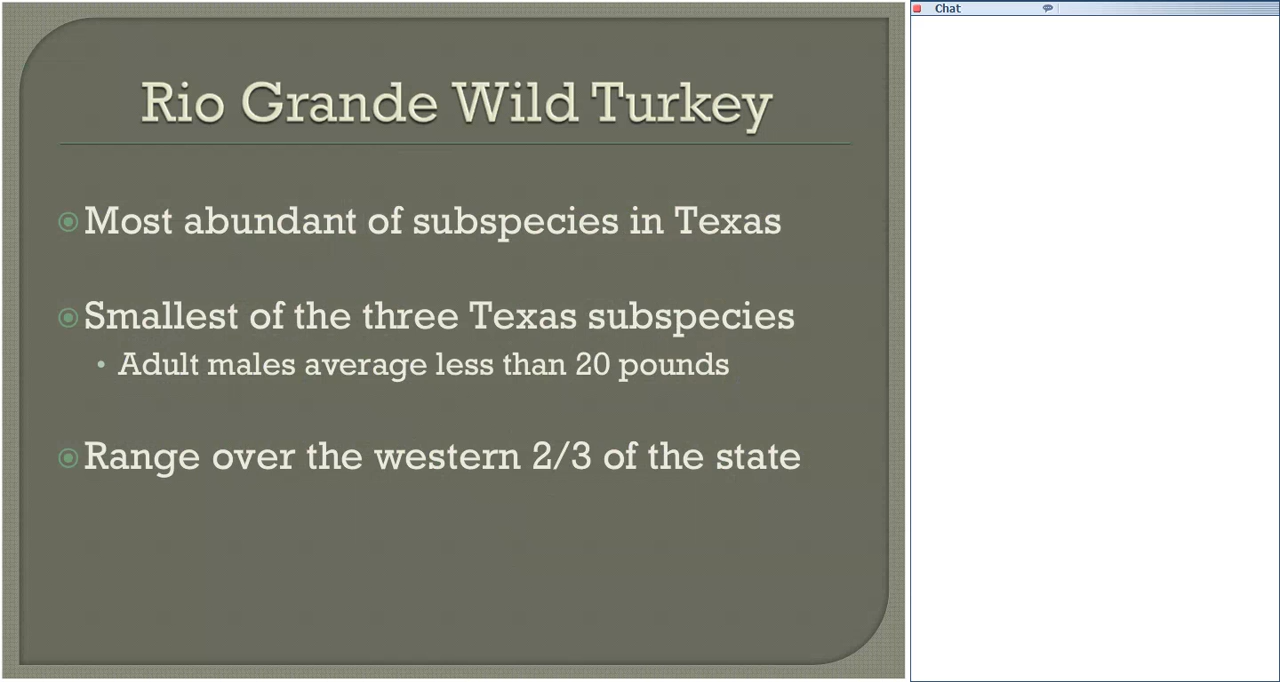 Rio Grande Wild Turkey
Most abundant of subspecies in Texas
Smallest of the three Texas subspecies
Adult males average less than 20 pounds
Range over the western 2/3 of the state
Chat